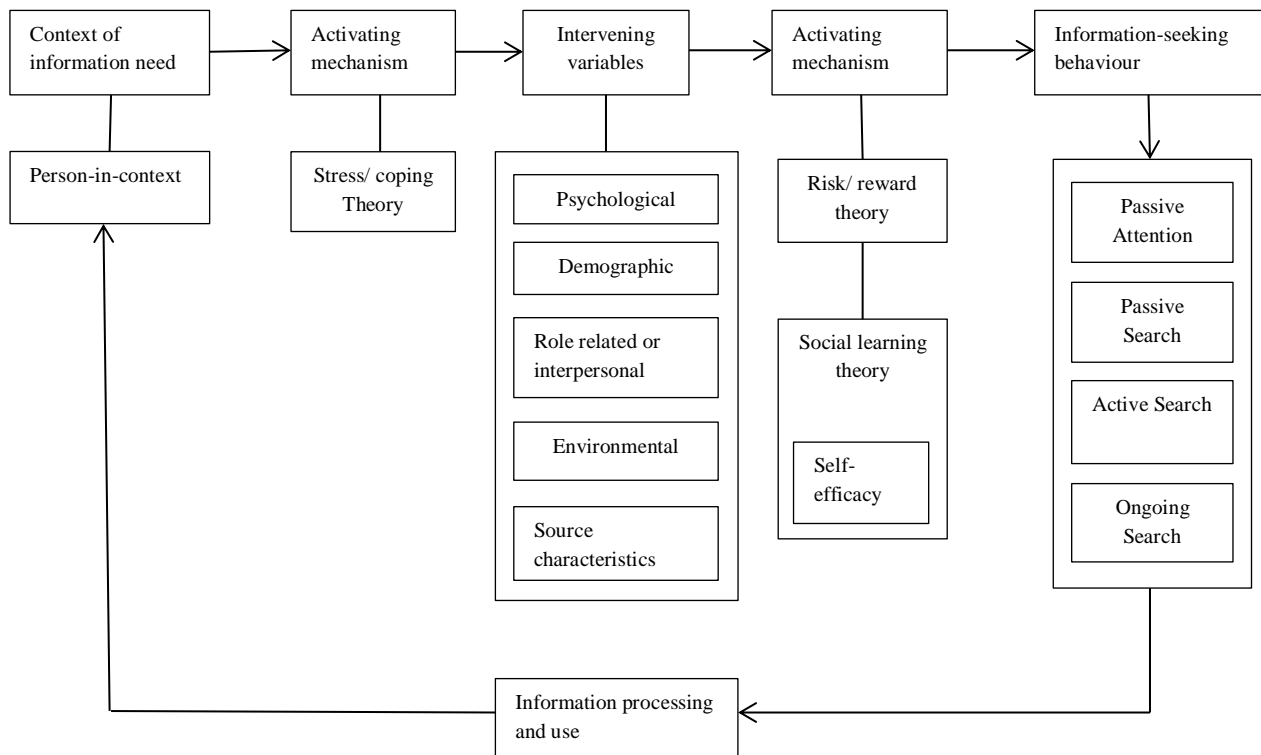 Context of
information need
Activating
mechanism
Intervening
variables
Activating
mechanism
Information-seeking
behaviour
Person-in-context
Stress/ coping
Theory
Psychological
Demographic
Role related or
interpersonal
Environmental
Source
characteristics
Risk/ reward
theory
Social learning
theory
Self-
efficacy
Passive
Attention
Passive
Search
Active Search
Ongoing
Search
Information processing
and use